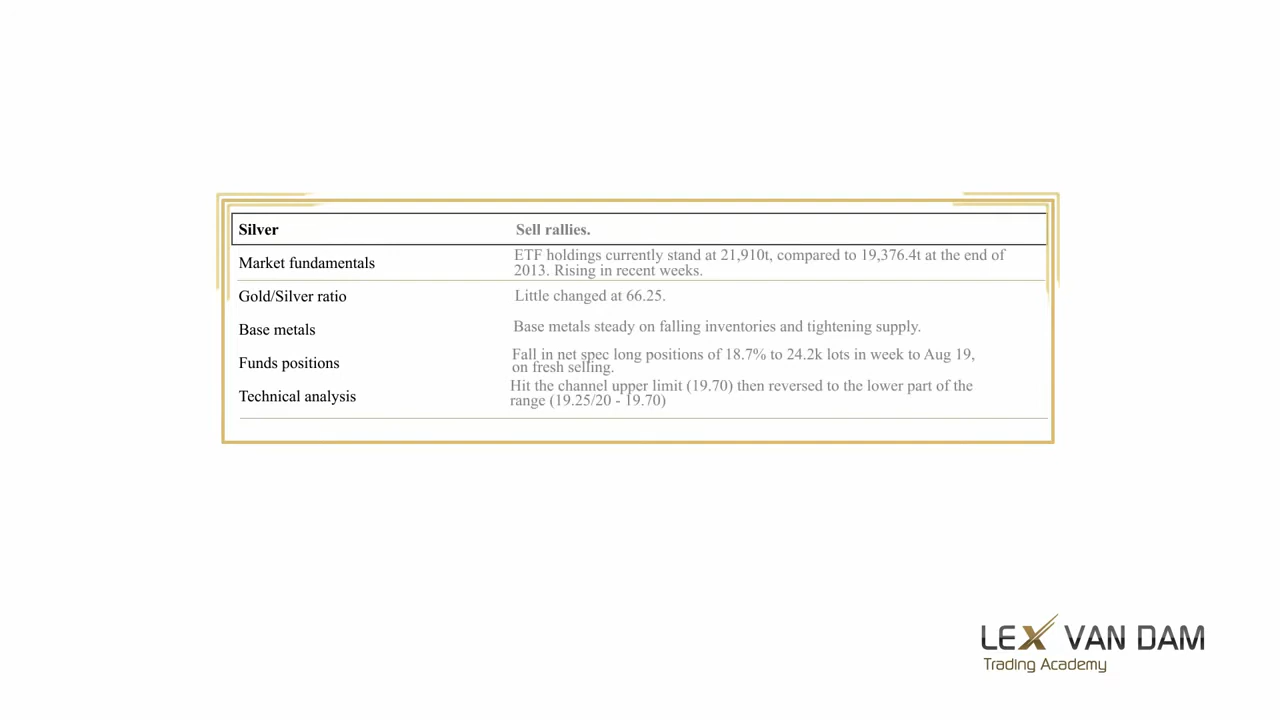 Silver Sell rallies.
Market fundamentals ETF holdings currently stand at 21,910t, compared to 19,376.4t at the end of
2013. Rising in recent weeks.
Gold/Silver ratio Little changed at 66.25.
Base metals Base metals steady on falling inventories and tightening supply.
Funds positions Fall in net spec long positions of 18.7% to 24.2k lots in week to Aug 19,
on fresh selling.
Technical analysis Hit the channel upper limit (19.70) then reversed to the lower part of the
range (19.25/20 - 19.70)
LEX VAN DAM
Trading Academy